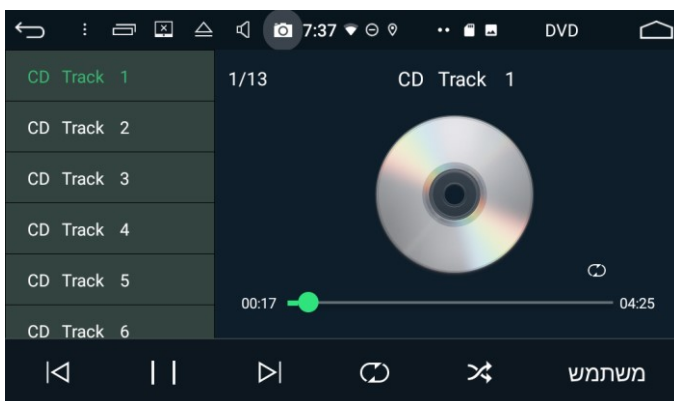 7:37 DVD
CD Track 1
CD Track 2
CD Track 3
CD Track 4
CD Track 5
CD Track 6
1/13 CD Track 1
00:17 04:25
משתמש